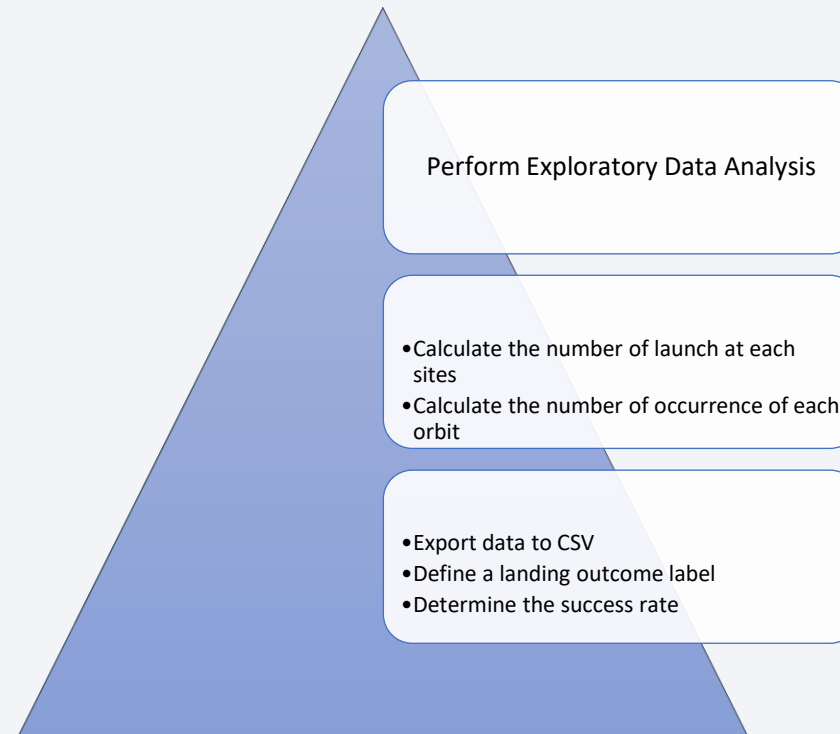 Perform Exploratory Data Analysis
•Calculate the number of launch at each
sites
•Calculate the number of occurrence of each
orbit
•Export data to CSV
•Define a landing outcome label
•Determine the success rate